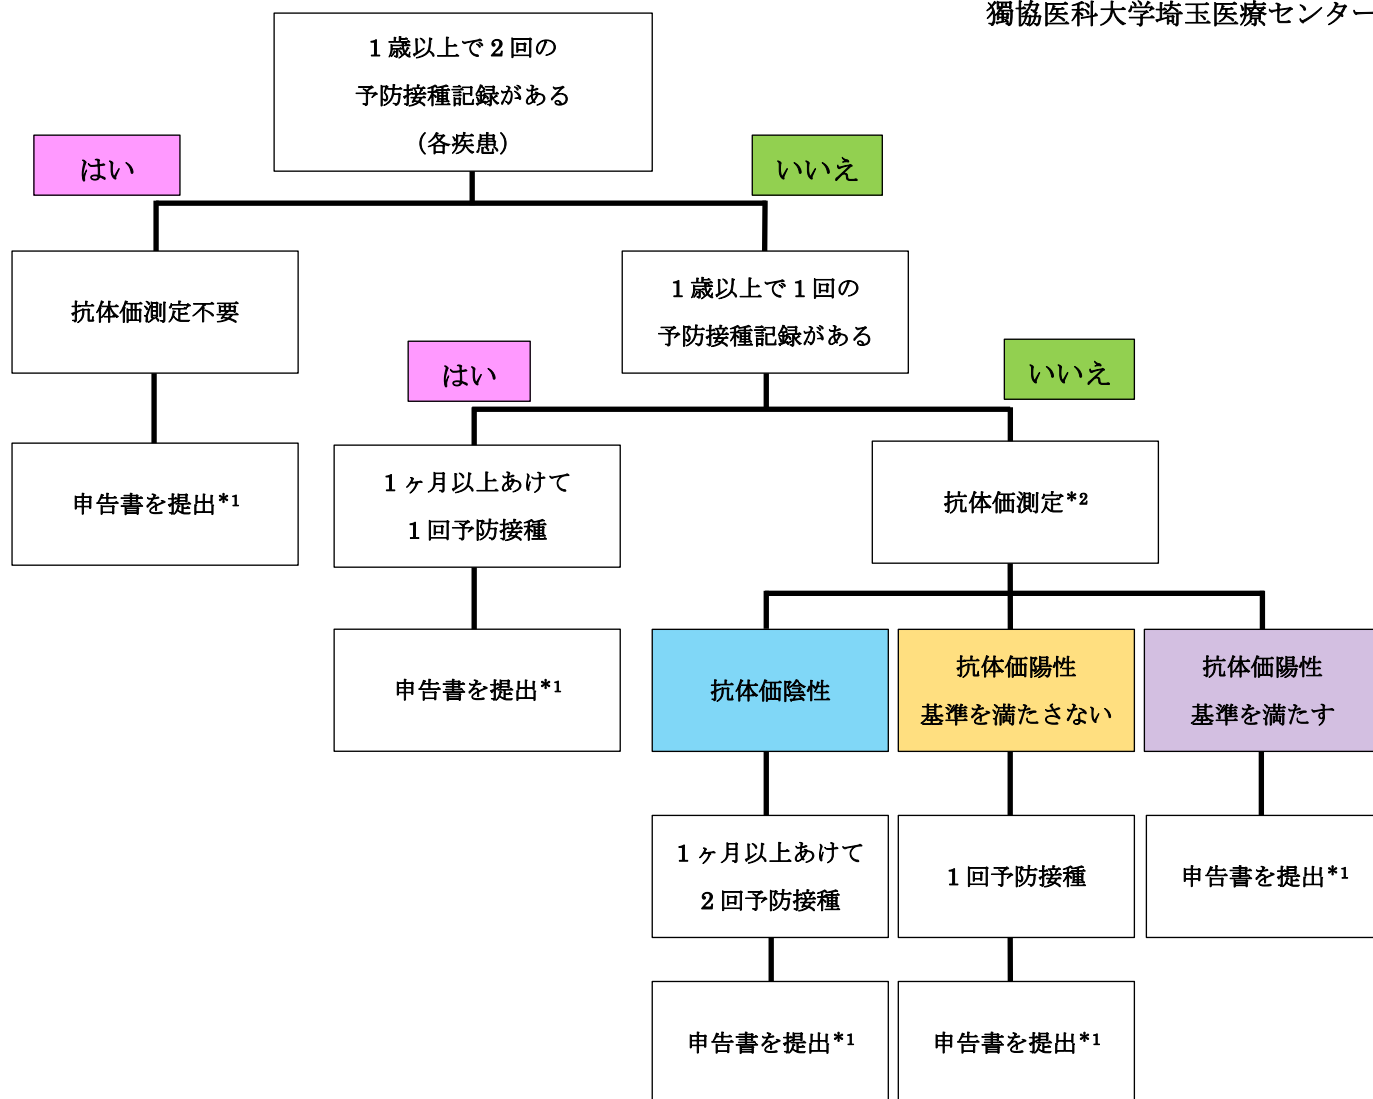 獨協医科大学埼玉医療センター
1歳以上で2回の
予防接種記録がある
(各疾患)
はい
いいえ
抗体価測定不要
1歳以上で1回の
予防接種記録がある
はい
いいえ
申告書を提出*1
1ヶ月以上あけて
1回予防接種
抗体価測定*2
申告書を提出*1
抗体価陰性
抗体価陽性
基準を満たさない
抗体価陽性
基準を満たす
1ヶ月以上あけて
2回予防接種
1回予防接種
申告書を提出*1
申告書を提出*1
申告書を提出*1